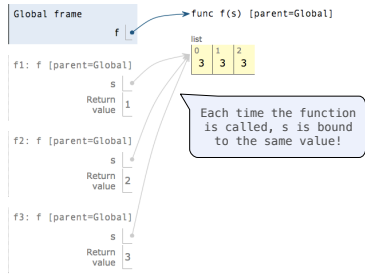 Global frame
f
func f(s) [parent=Global]
list
0 1 2
3 3 3
f1: f [parent=Global]
s
Return
value 1
Each time the function
is called, s is bound
to the same value!
f2: f [parent=Global]
s
Return
value 2
f3: f [parent=Global]
s
Return
value 3